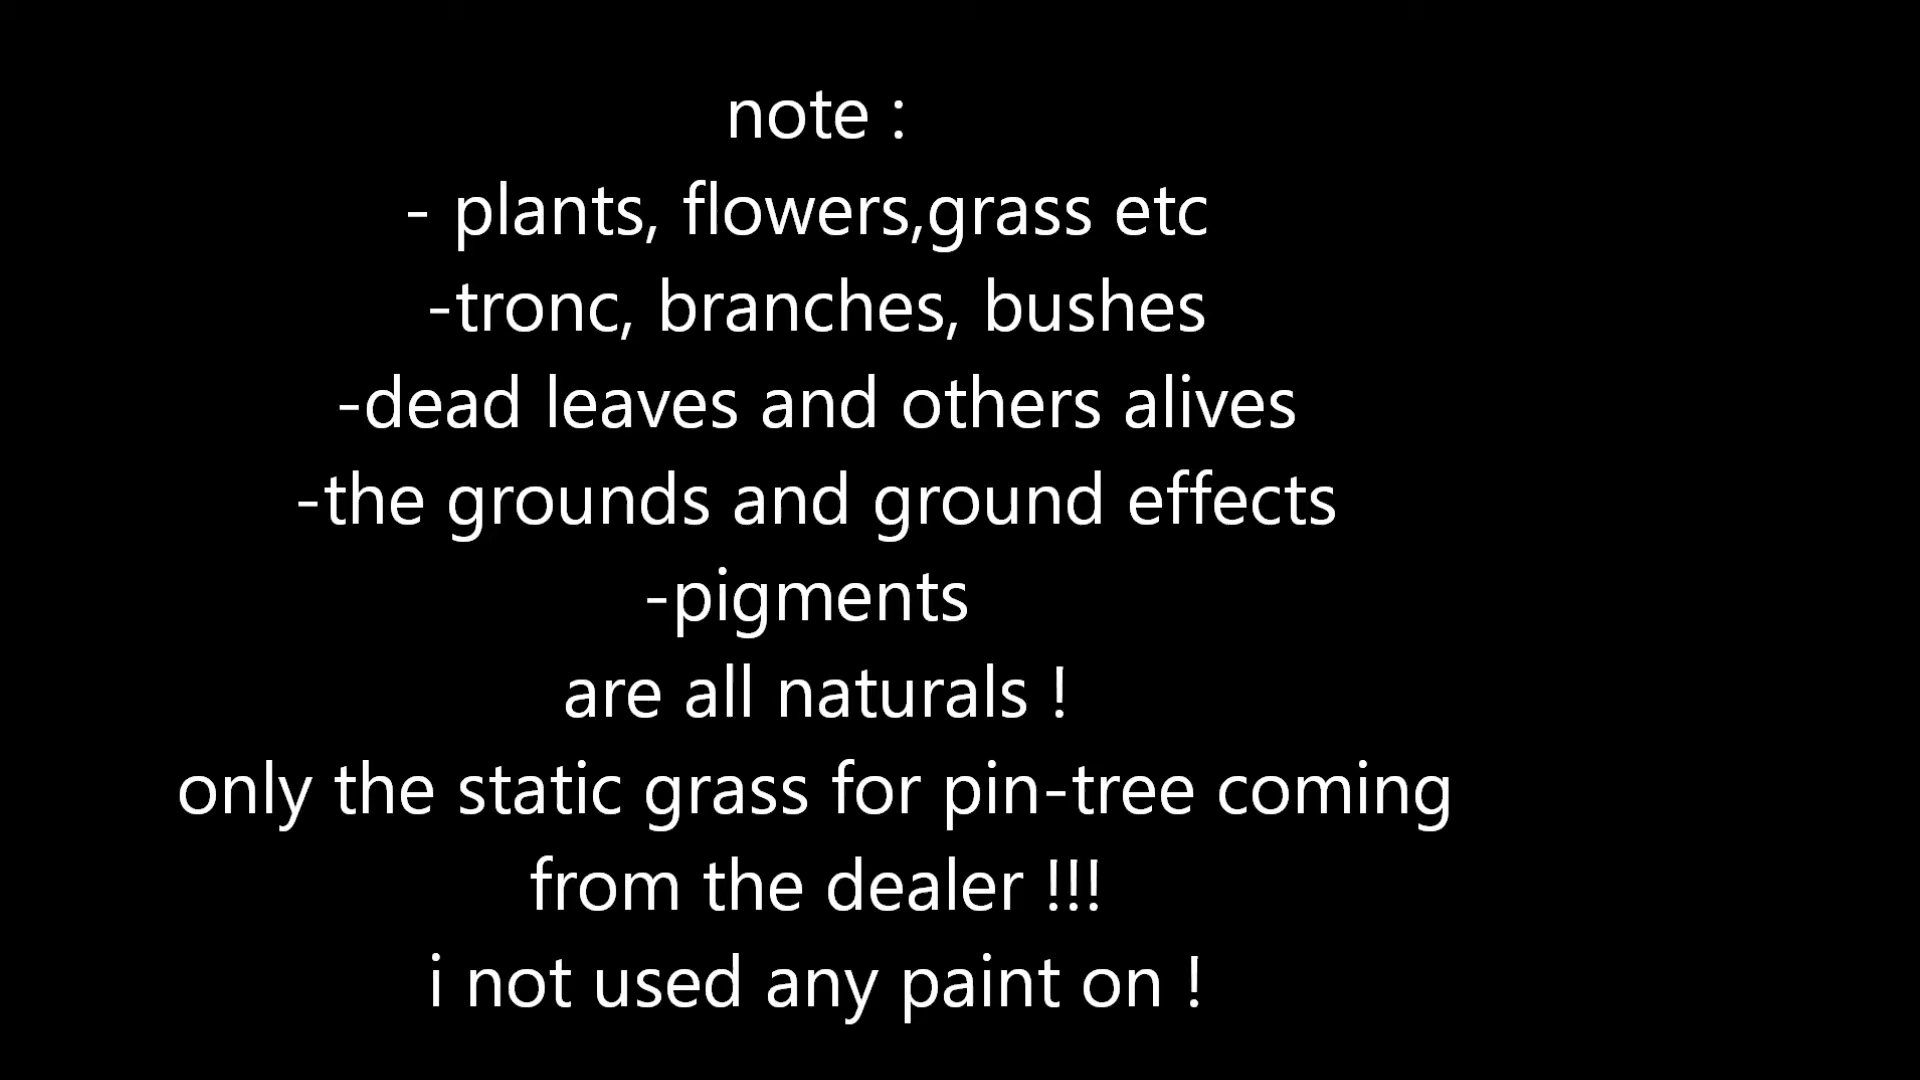 note :
- plants, flowers,grass etc
-tronc, branches, bushes
-dead leaves and others alives
-the grounds and ground effects
-pigments
are all naturals !
only the static grass for pin-tree coming
from the dealer !!!
i not used any paint on !